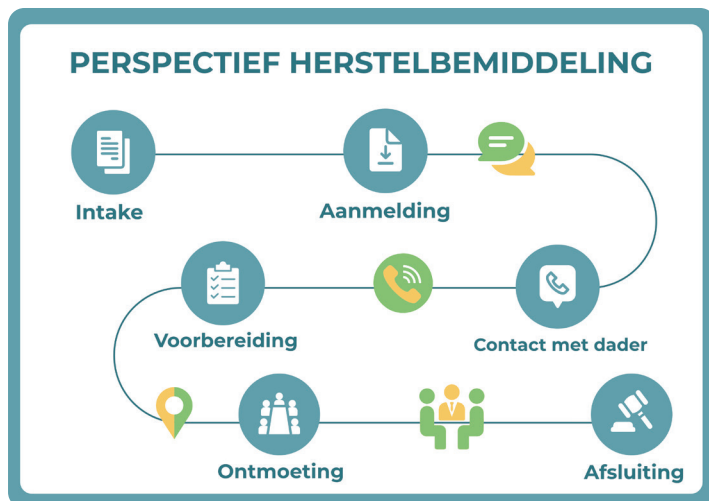 PERSPECTIEF HERSTELBEMIDDELING
Intake
Aanmelding
Contact met dader
Voorbereiding
Ontmoeting
Afsluiting